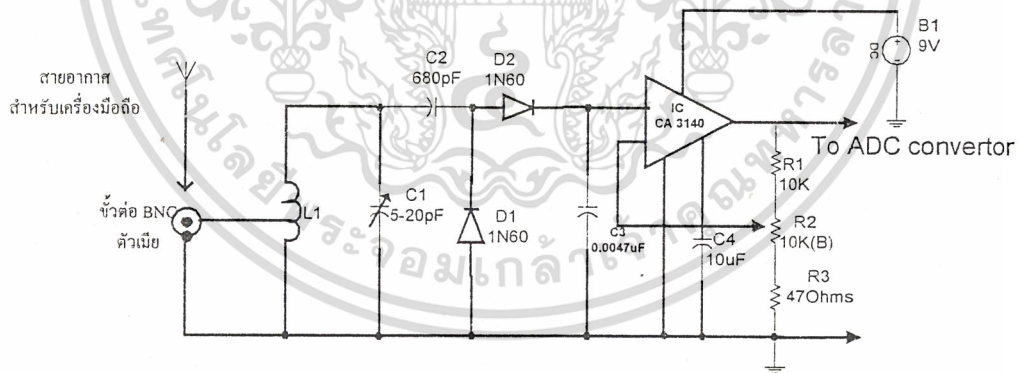 สายอากาศ
สำหรับเครื่องมือถือ
ขั้วต่อ BNC
ตัวเมีย
L1
C1
5-20pF
C2
680pF
D2
1N60
D1
1N60
C3
0.0047uF
IC
CA 3140
C4
10uF
DC
B1
9V
To ADC convertor
R1
10K
R2
10K(B)
R3
47Ohms